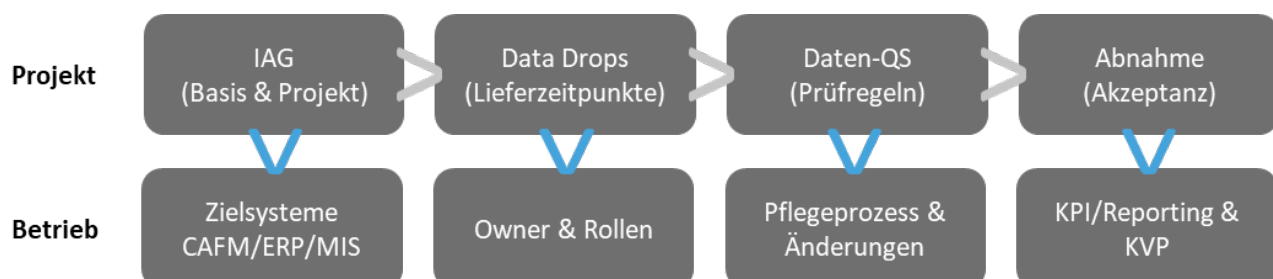 Projekt
IAG
(Basis & Projekt)
Data Drops
(Lieferzeitpunkte)
Daten-QS
(Prüfregeln)
Abnahme
(Akzeptanz)
Betrieb
Zielsysteme
CAFM/ERP/MIS
Owner & Rollen
Pflegeprozess &
Änderungen
KPI/Reporting &
KVP